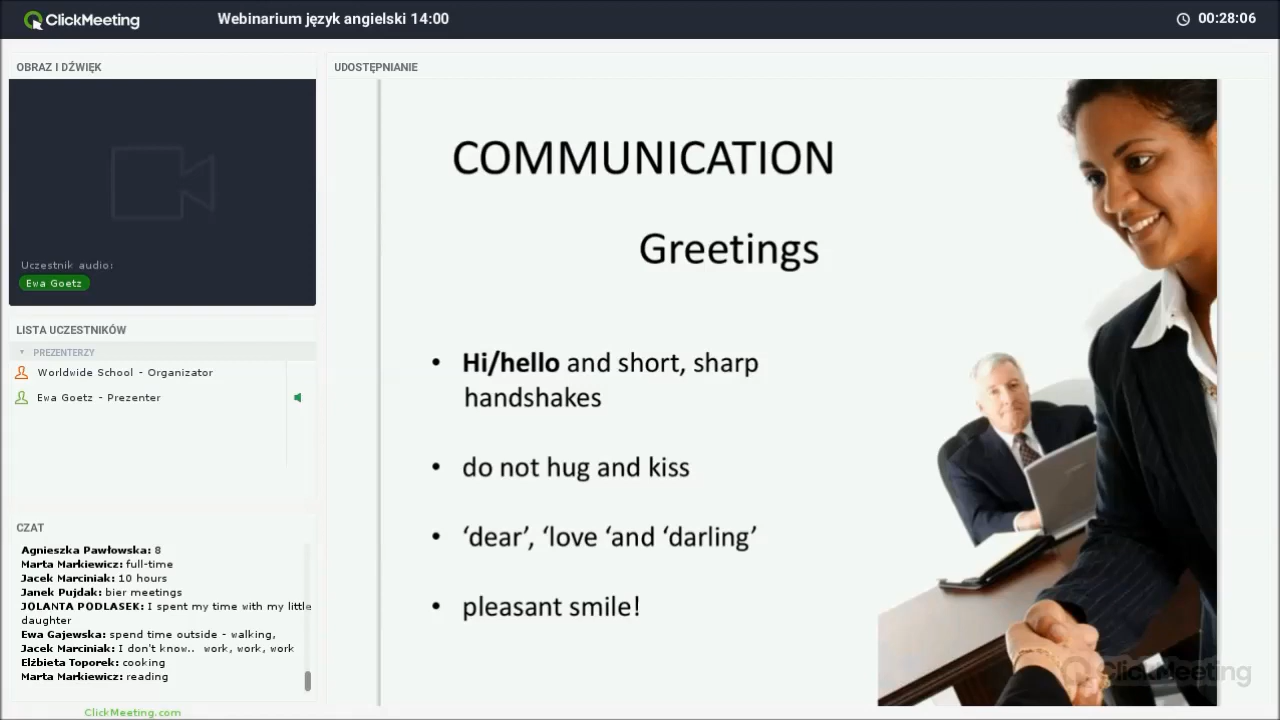 ClickMeeting
Webinarium język angielski 14:00
00:28:06
OBRAZ I DŹWIĘK
Uczestnik audio:
Ewa Goetz
LISTA UCZESTNIKÓW
PREZENTERZY
Worldwide School - Organizator
Ewa Goetz - Prezenter
CZAT
Agnieszka Pawłowska: 8
Marta Markiewicz: full-time
Jacek Marciniak: 10 hours
Janek Pujdak: bier meetings
JOLANTA PODLASEK: I spent my time with my little
daughter
Ewa Gajewska: spend time outside - walking,
Jacek Marciniak: I don't know.. work, work, work
Elżbieta Toporek: cooking
Marta Markiewicz: reading
ClickMeeting.com
UDOSTĘPNIANIE
COMMUNICATION
Greetings
• Hi/hello and short, sharp
handshakes
• do not hug and kiss
• ‘dear’, ‘love ‘and ‘darling’
• pleasant smile!
ClickMeeting